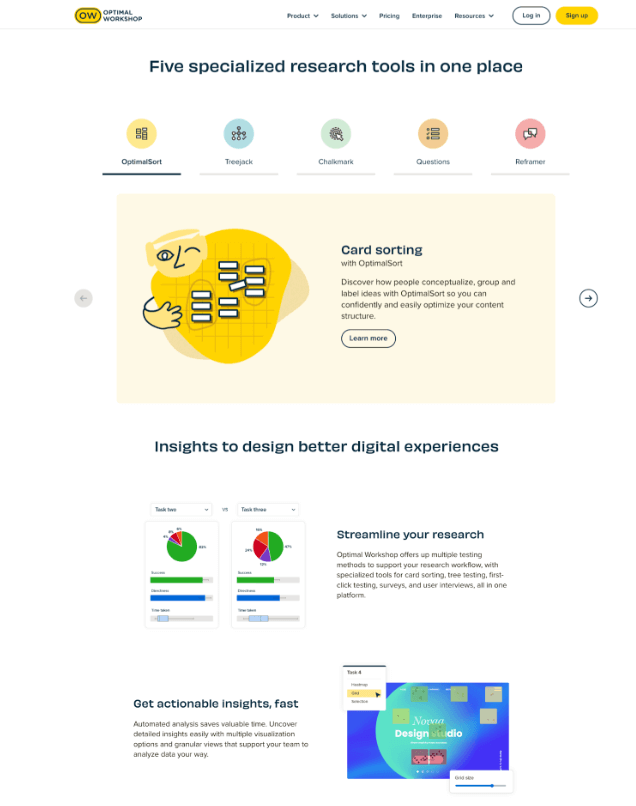 OW OPTIMAL WORKSHOP
Product Solutions Pricing Enterprise Resources Log in Sign up
Five specialized research tools in one place
OptimalSort Treejack Chalkmark Questions Reframer
Card sorting
with OptimalSort
Discover how people conceptualize, group and
label ideas with OptimalSort so you can
confidently and easily optimize your content
structure.
Learn more
Insights to design better digital experiences
Task two vs Task three
Success Success
Directness Directness
Time taken Time taken
Streamline your research
Optimal Workshop offers up multiple testing
methods to support your research workflow, with
specialized tools for card sorting, tree testing, first-
click testing, surveys, and user interviews, all in one
platform.
Get actionable insights, fast
Automated analysis saves valuable time. Uncover
detailed insights easily with multiple visualization
options and granular views that support your team to
analyze data your way.
Task 4
Heatmap
Grid
Selection
Novaa
Design studio
Grid size